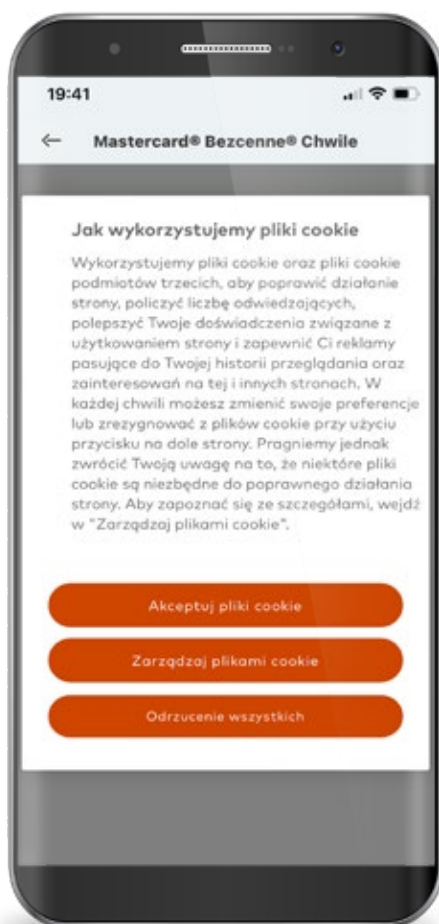 19:41
← Mastercard® Bezcenne® Chwile
Jak wykorzystujemy pliki cookie
Wykorzystujemy pliki cookie oraz pliki cookie
podmiotów trzecich, aby poprawić działanie
strony, policzyć liczbę odwiedzających,
polepszyć Twoje doświadczenia związane z
użytkowaniem strony i zapewnić Ci reklamy
pasujące do Twojej historii przeglądania oraz
zainteresowań na tej i innych stronach. W
każdej chwili możesz zmienić swoje preferencje
lub zrezygnować z plików cookie przy użyciu
przycisku na dole strony. Pragniemy jednak
zwrócić Twoją uwagę na to, że niektóre pliki
cookie są niezbędne do poprawnego działania
strony. Aby zapoznać się ze szczegółami, wejdź
w "Zarządzaj plikami cookie".
Akceptuj pliki cookie
Zarządzaj plikami cookie
Odrzucenie wszystkich